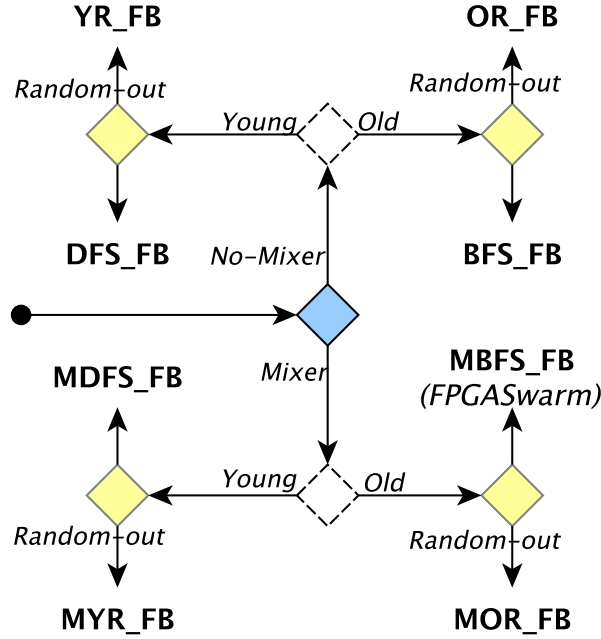 YR_FB
OR_FB
Random-out
Random-out
Young
Old
DFS_FB
No-Mixer
BFS_FB
Mixer
MDFS_FB
MBFS_FB
(FPGASwarm)
Young
Old
Random-out
Random-out
MYR_FB
MOR_FB